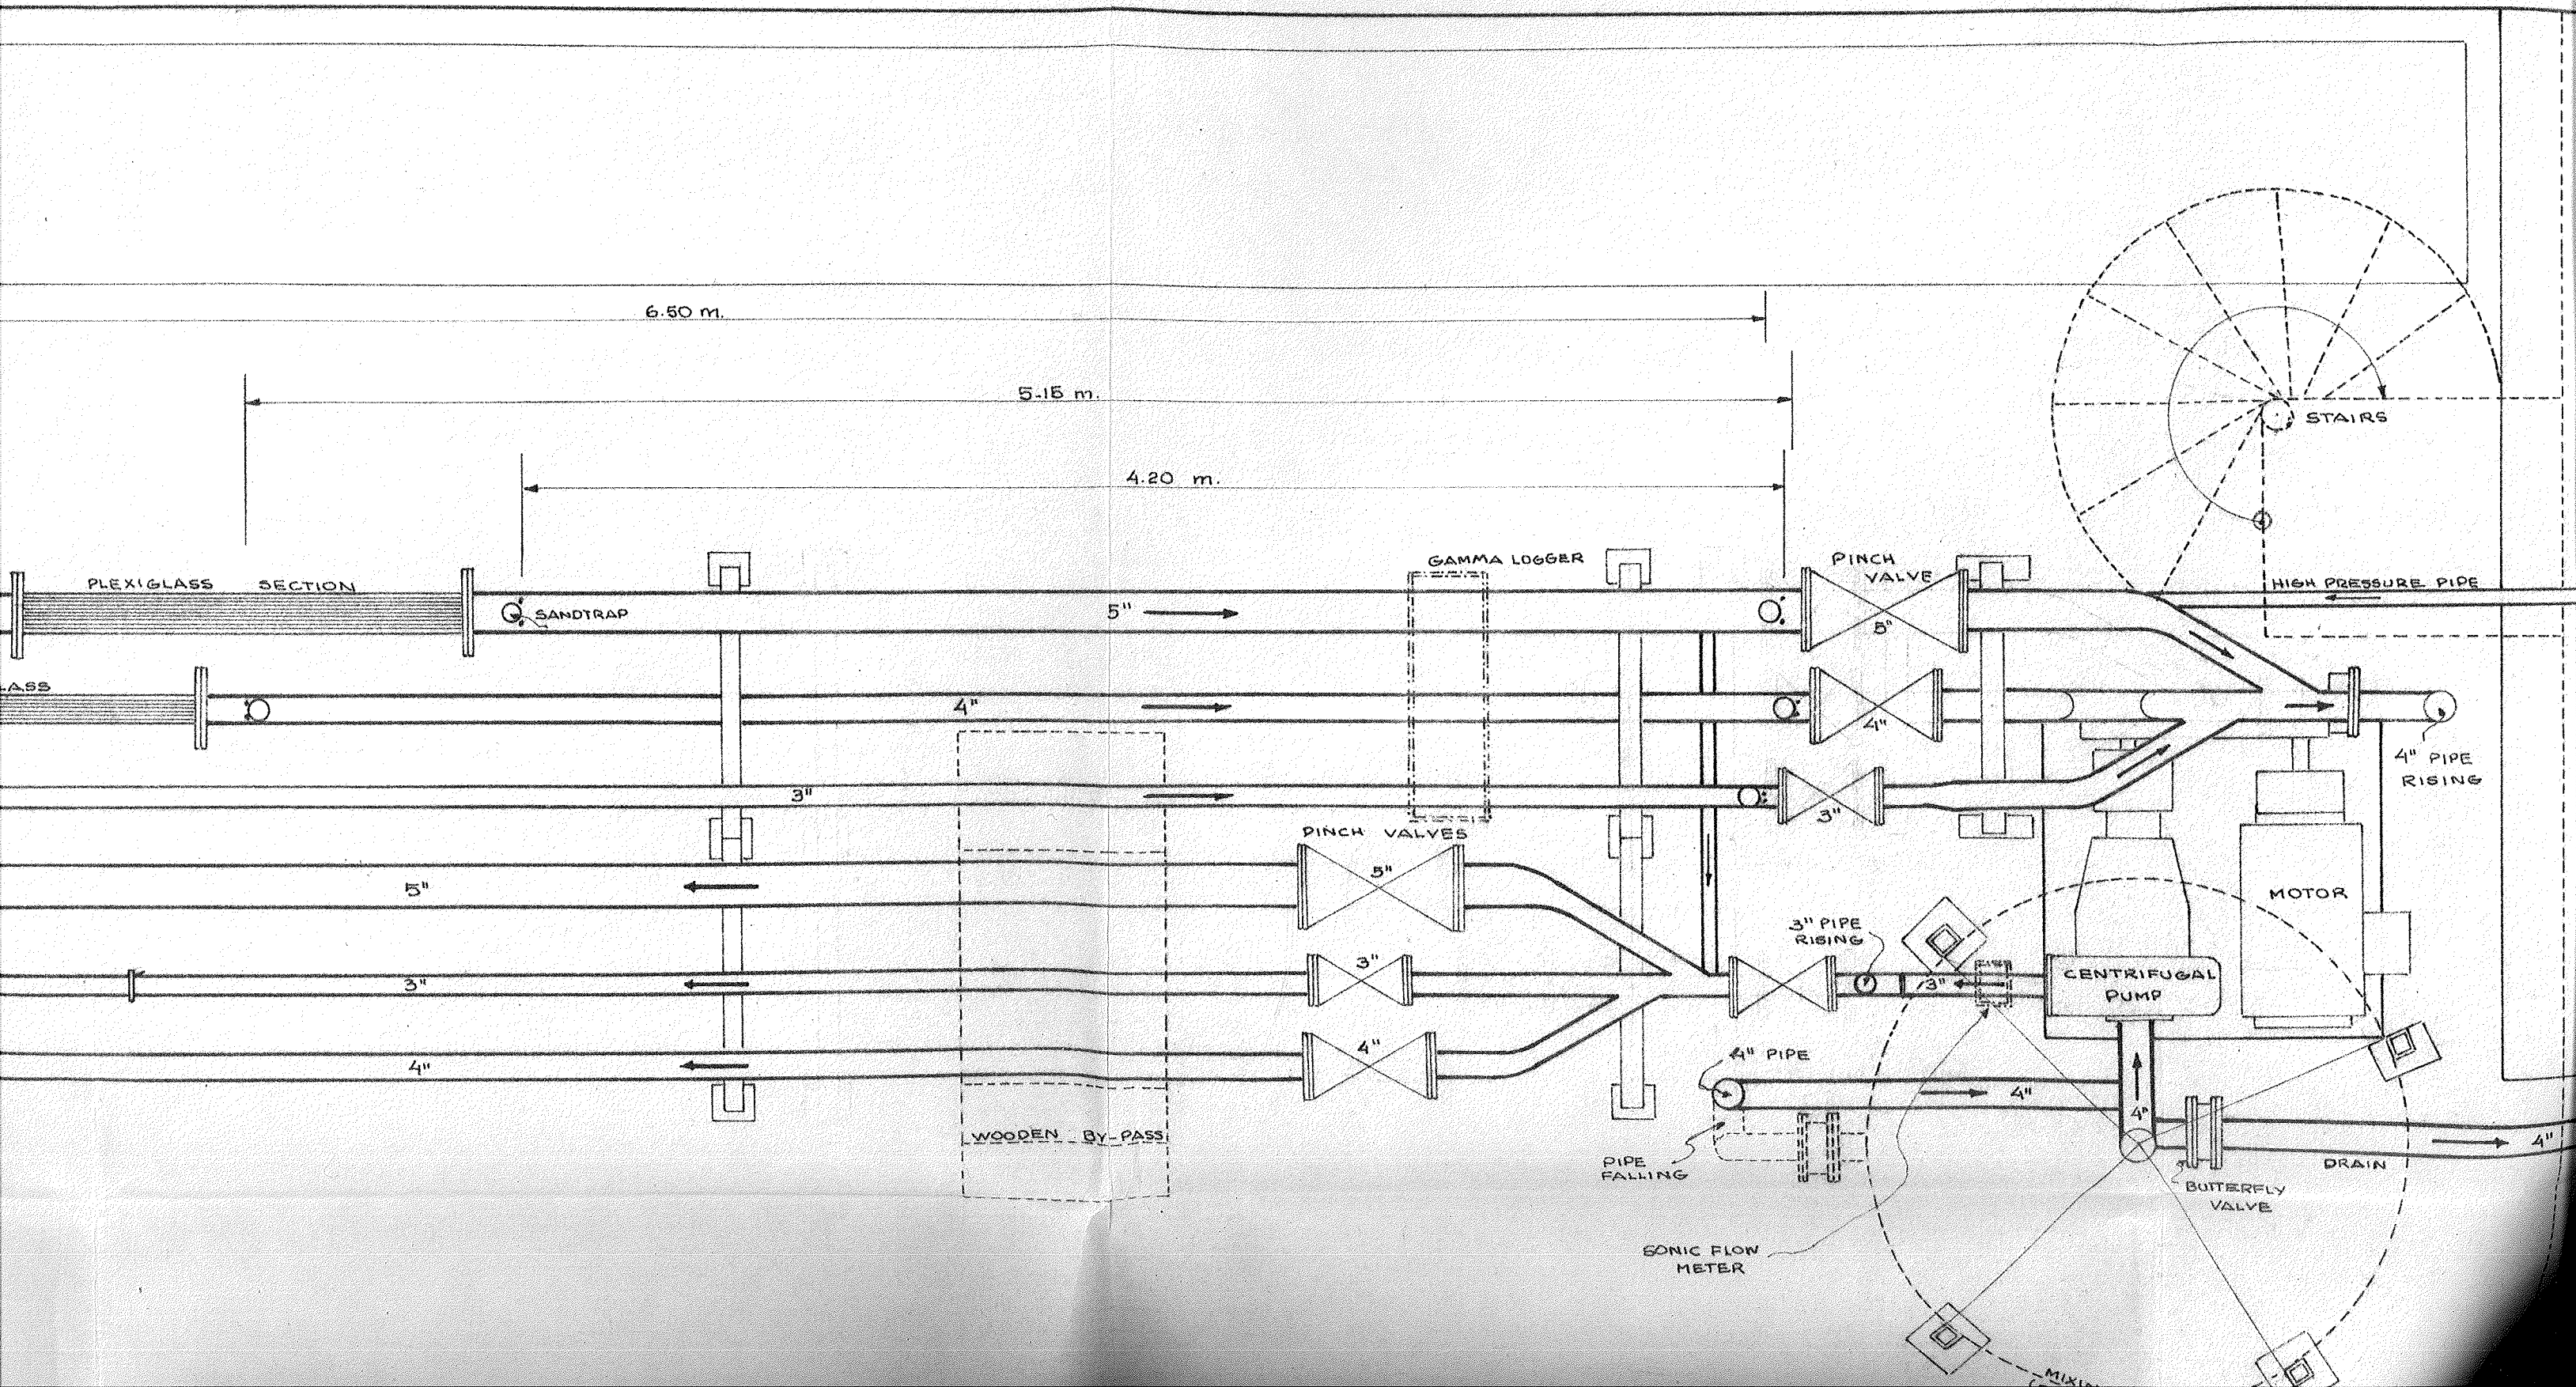 6.50 m.
5.15 m.
4.20 m.
STAIRS
PLEXIGLASS SECTION
SANDTRAP
5"
GAMMA LOGGER
PINCH
VALVE
5"
HIGH PRESSURE PIPE
4"
4"
4" PIPE
RISING
3"
3"
PINCH VALVES
5"
5"
MOTOR
3" PIPE
RISING
3"
3"
3"
CENTRIFUGAL
PUMP
4"
4"
4" PIPE
4"
4"
4"
WOODEN BY-PASS
PIPE
FALLING
DRAIN
BUTTERFLY
VALVE
SONIC FLOW
METER